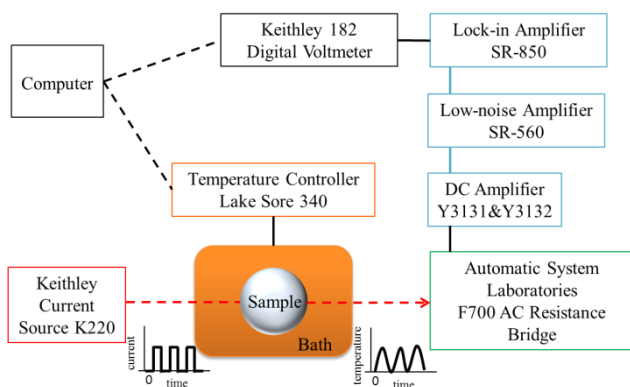 Keithley 182
Digital Voltmeter
Lock-in Amplifier
SR-850
Computer
Low-noise Amplifier
SR-560
Temperature Controller
Lake Sore 340
DC Amplifier
Y3131&Y3132
Keithley
Current
Source K220
Sample
Bath
Automatic System
Laboratories
F700 AC Resistance
Bridge
current
0 time
temperature
0 time